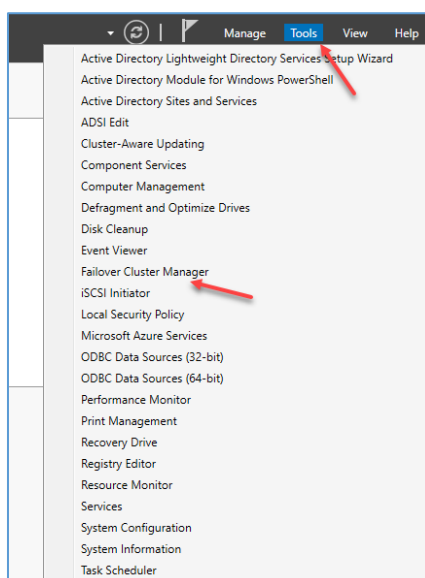 Manage Tools View Help
Active Directory Lightweight Directory Services Setup Wizard
Active Directory Module for Windows PowerShell
Active Directory Sites and Services
ADSI Edit
Cluster-Aware Updating
Component Services
Computer Management
Defragment and Optimize Drives
Disk Cleanup
Event Viewer
Failover Cluster Manager
iSCSI Initiator
Local Security Policy
Microsoft Azure Services
ODBC Data Sources (32-bit)
ODBC Data Sources (64-bit)
Performance Monitor
Print Management
Recovery Drive
Registry Editor
Resource Monitor
Services
System Configuration
System Information
Task Scheduler